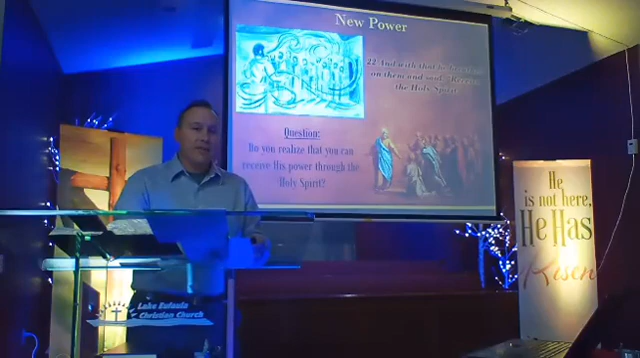 New Power
22 And with that he breathed
on them and said, "Receive
the Holy Spirit
Question:
Do you realize that you can
receive His power through the
Holy Spirit?
He
is not here,
He Has
Risen
Lake Eufaula
Christian Church